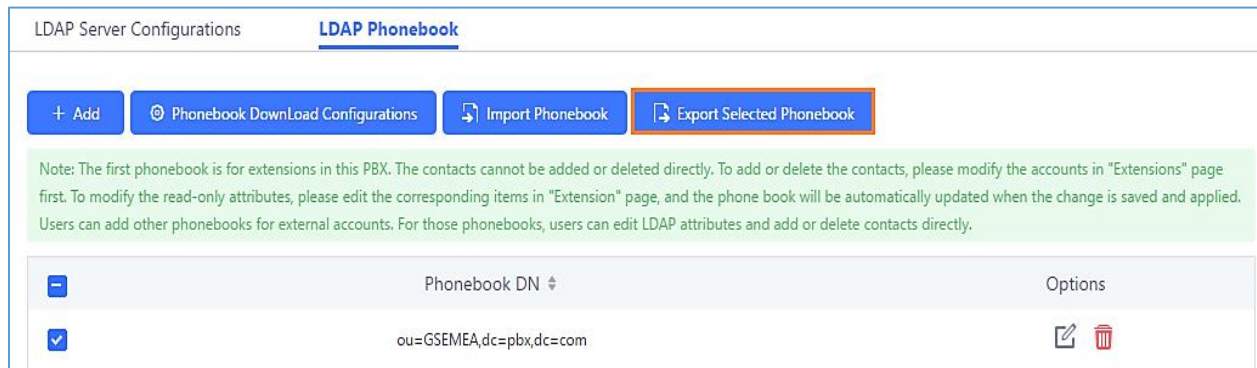 LDAP Server Configurations LDAP Phonebook
+ Add Phonebook DownLoad Configurations Import Phonebook Export Selected Phonebook
Note: The first phonebook is for extensions in this PBX. The contacts cannot be added or deleted directly. To add or delete the contacts, please modify the accounts in "Extensions" page
first. To modify the read-only attributes, please edit the corresponding items in "Extension" page, and the phone book will be automatically updated when the change is saved and applied.
Users can add other phonebooks for external accounts. For those phonebooks, users can edit LDAP attributes and add or delete contacts directly.
Phonebook DN Options
ou=GSEMEA,dc=pbx,dc=com